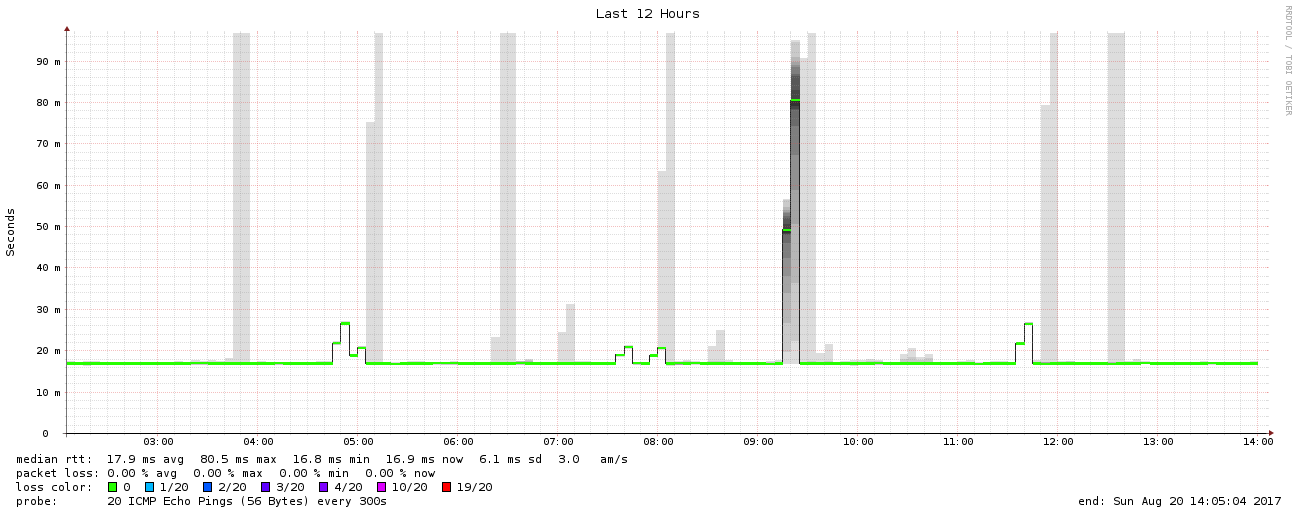 Last 12 Hours
RRDTOOL / TOBI OETIKER
Seconds
90 m
80 m
70 m
60 m
50 m
40 m
30 m
20 m
10 m
0
03:00 04:00 05:00 06:00 07:00 08:00 09:00 10:00 11:00 12:00 13:00 14:00
median rtt: 17.9 ms avg 80.5 ms max 16.8 ms min 16.9 ms now 6.1 ms sd 3.0 am/s
packet loss: 0.00 % avg 0.00 % max 0.00 % min 0.00 % now
loss color: 0 1/20 2/20 3/20 4/20 10/20 19/20
probe: 20 ICMP Echo Pings (56 Bytes) every 300s end: Sun Aug 20 14:05:04 2017